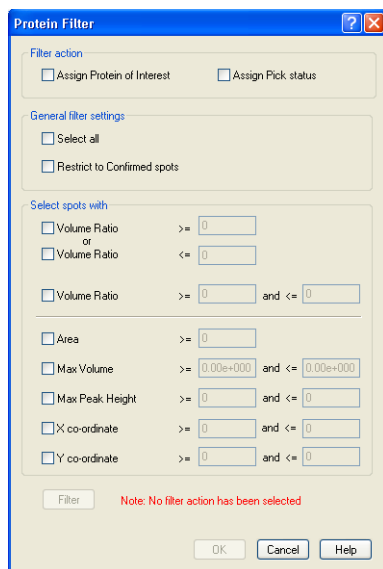 Protein Filter
Filter action
Assign Protein of Interest Assign Pick status
General filter settings
Select all
Restrict to Confirmed spots
Select spots with
Volume Ratio >= 0
or
Volume Ratio <= 0
Volume Ratio >= 0 and <= 0
Area >= 0
Max Volume >= 0.00e+000 and <= 0.00e+000
Max Peak Height >= 0 and <= 0
X co-ordinate >= 0 and <= 0
Y co-ordinate >= 0 and <= 0
Filter Note: No filter action has been selected
OK Cancel Help